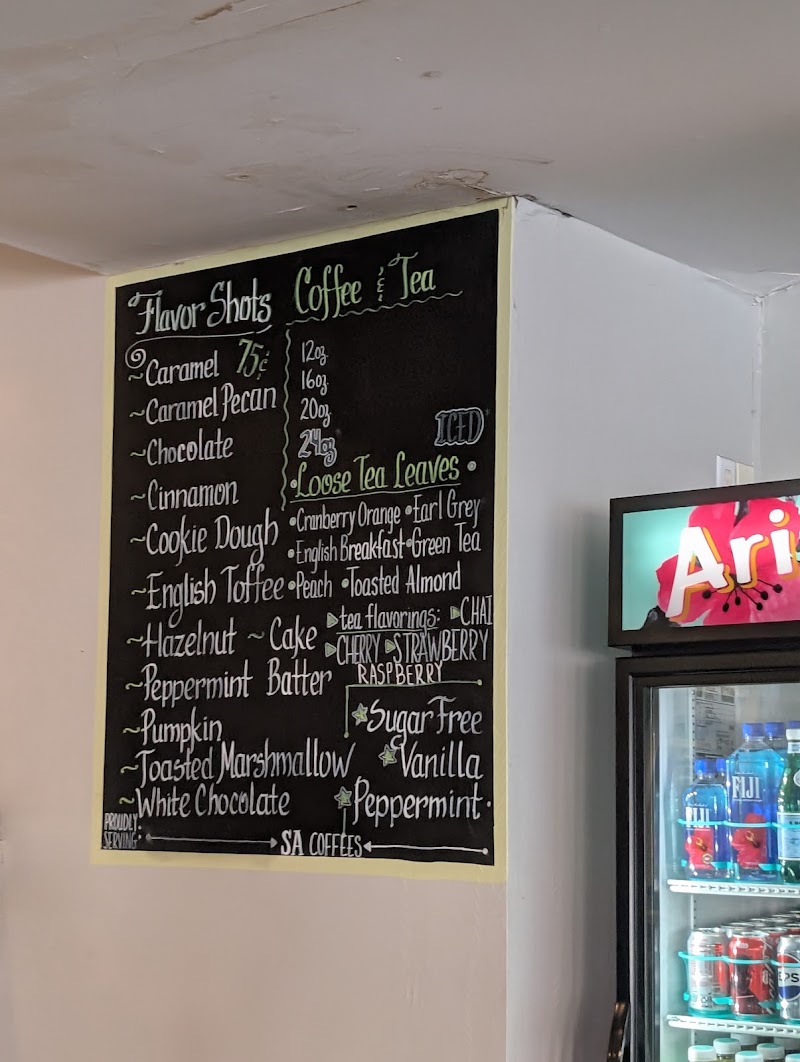 Flavor Shots
75¢
~Caramel
~Caramel Pecan
~Chocolate
~Cinnamon
~Cookie Dough
~English Toffee
~Hazelnut ~Cake
~Peppermint Batter
~Pumpkin
~Toasted Marshmallow
~White Chocolate
Coffee & Tea
12oz
16oz
20oz
24oz ICED
•Loose Tea Leaves•
•Cranberry Orange •Earl Grey
•English Breakfast •Green Tea
•Peach •Toasted Almond
tea flavorings: CHAI
CHERRY STRAWBERRY
RASPBERRY
Sugar Free
Vanilla
Peppermint
PROUDLY
SERVING:
SA COFFEES
Ari
FIJI
FIJI